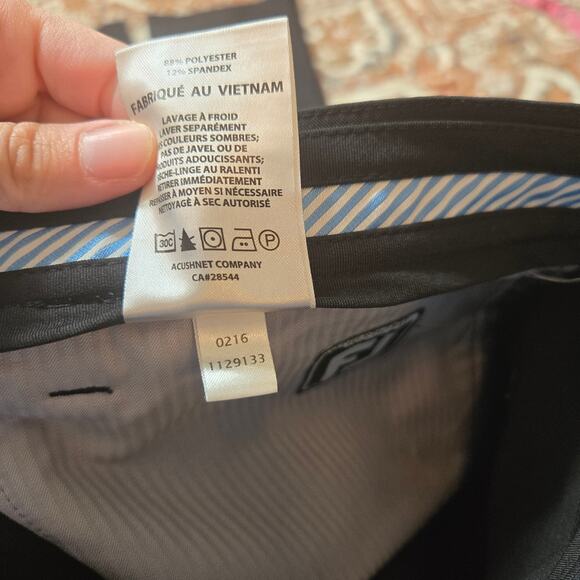 88% POLYESTER
12% SPANDEX
FABRIQUÉ AU VIETNAM
LAVAGE À FROID
LAVER SEPARÉMENT
COULEURS SOMBRES;
PAS DE JAVEL OU DE
PRODUITS ADOUCISSANTS;
SÈCHE-LINGE AU RALENTI
RETIRER IMMÉDIATEMENT
REPASSER À MOYEN SI NÉCESSAIRE
NETTOYAGE À SEC AUTORISÉ
30C
P
ACUSHNET COMPANY
CA#28544
0216
1129133
FJ